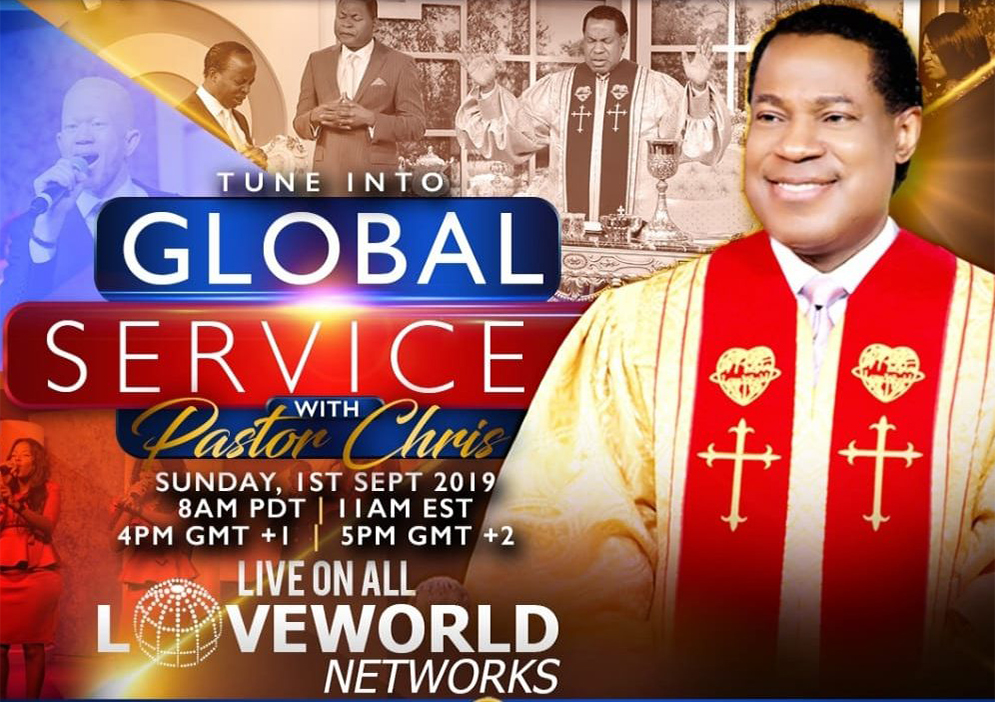 TUNE INTO
GLOBAL
SERVICE
WITH
Pastor Chris
SUNDAY, 1ST SEPT 2019
8AM PDT | 11AM EST
4PM GMT +1 | 5PM GMT +2
LIVE ON ALL
LOVEWORLD
NETWORKS